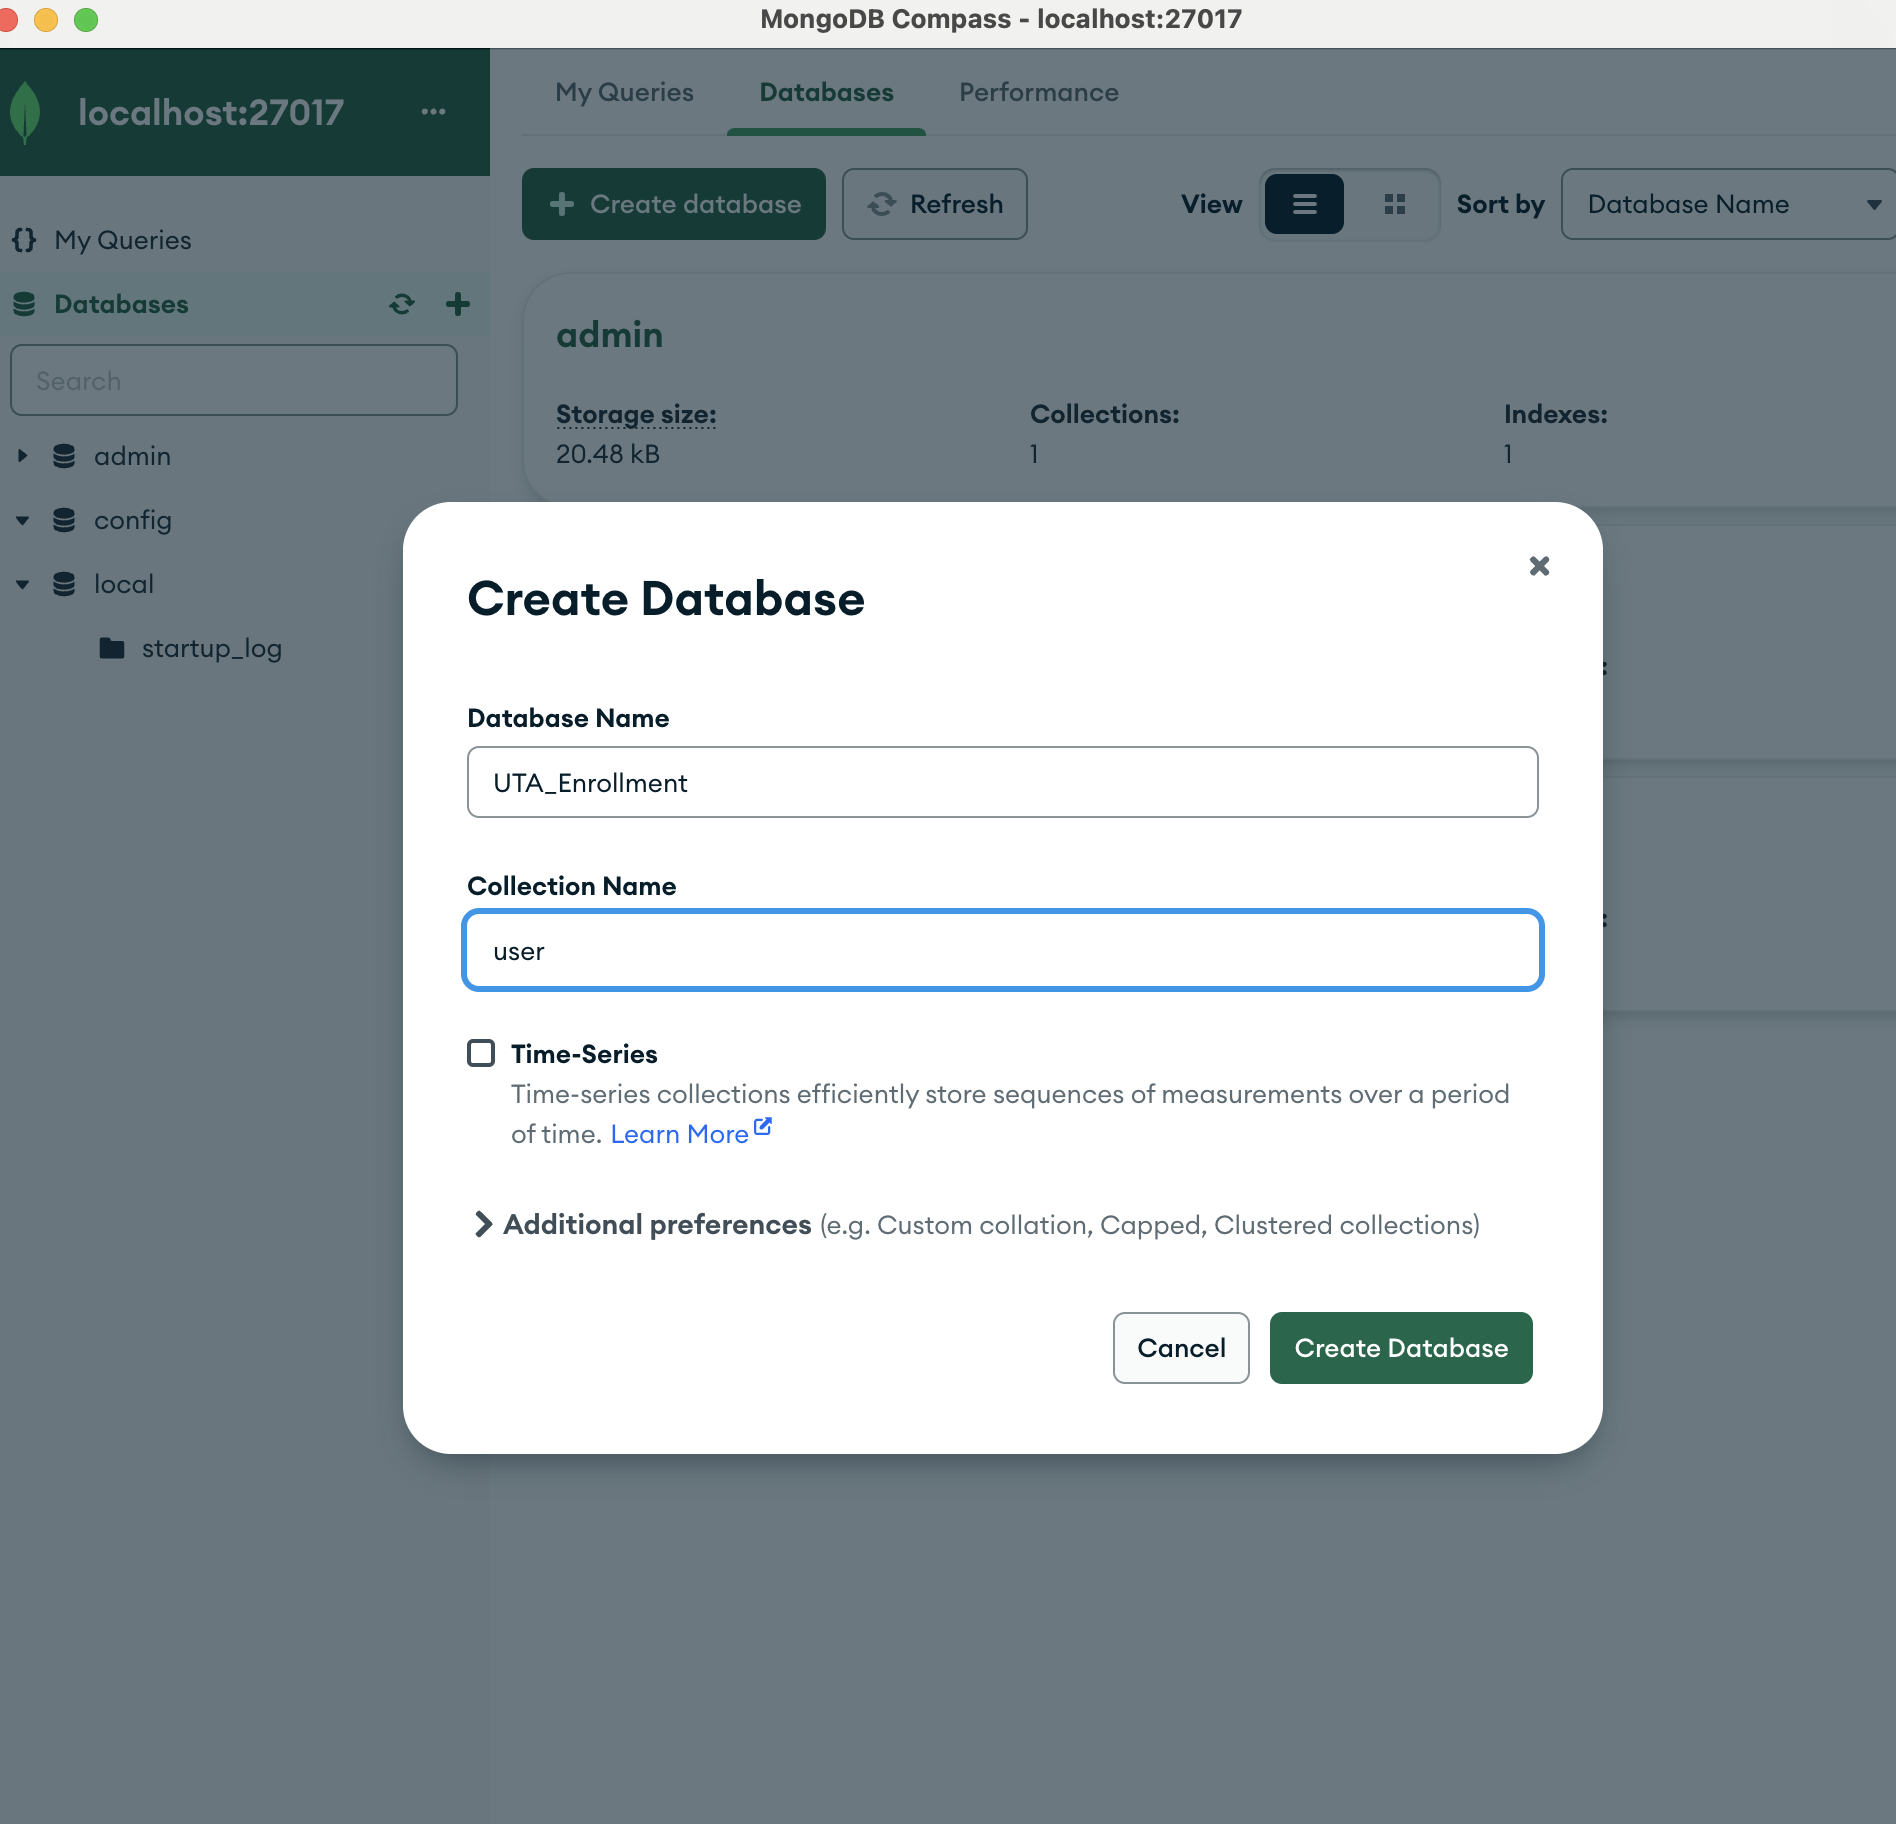 MongoDB Compass - localhost:27017
localhost:27017
My Queries
Databases
Search
admin
config
local
startup_log
My Queries Databases Performance
Create database Refresh View Sort by Database Name
admin
Storage size: Collections: Indexes:
20.48 kB 1 1
Create Database
Database Name
UTA_Enrollment
Collection Name
user
Time-Series
Time-series collections efficiently store sequences of measurements over a period
of time. Learn More
Additional preferences (e.g. Custom collation, Capped, Clustered collections)
Cancel Create Database